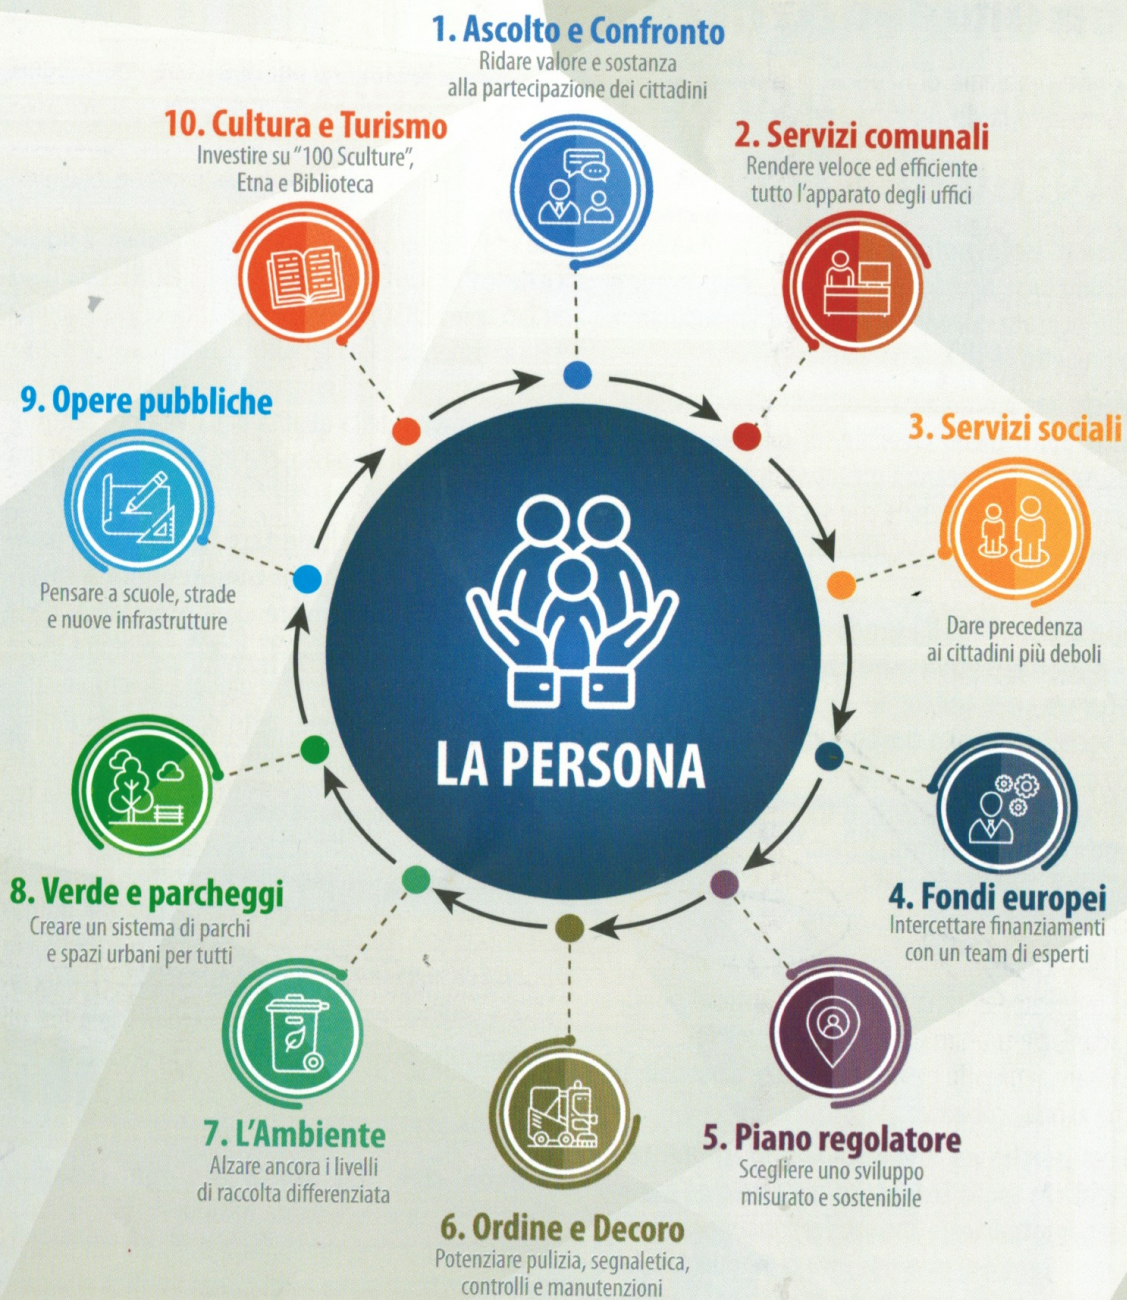 1. Ascolto e Confronto
Ridare valore e sostanza
alla partecipazione dei cittadini
2. Servizi comunali
Rendere veloce ed efficiente
tutto l'apparato degli uffici
3. Servizi sociali
Dare precedenza
ai cittadini più deboli
4. Fondi europei
Intercettare finanziamenti
con un team di esperti
5. Piano regolatore
Scegliere uno sviluppo
misurato e sostenibile
6. Ordine e Decoro
Potenziare pulizia, segnaletica,
controlli e manutenzioni
7. L'Ambiente
Alzare ancora i livelli
di raccolta differenziata
8. Verde e parcheggi
Creare un sistema di parchi
e spazi urbani per tutti
9. Opere pubbliche
Pensare a scuole, strade
e nuove infrastrutture
10. Cultura e Turismo
Investire su "100 Sculture",
Etna e Biblioteca
LA PERSONA